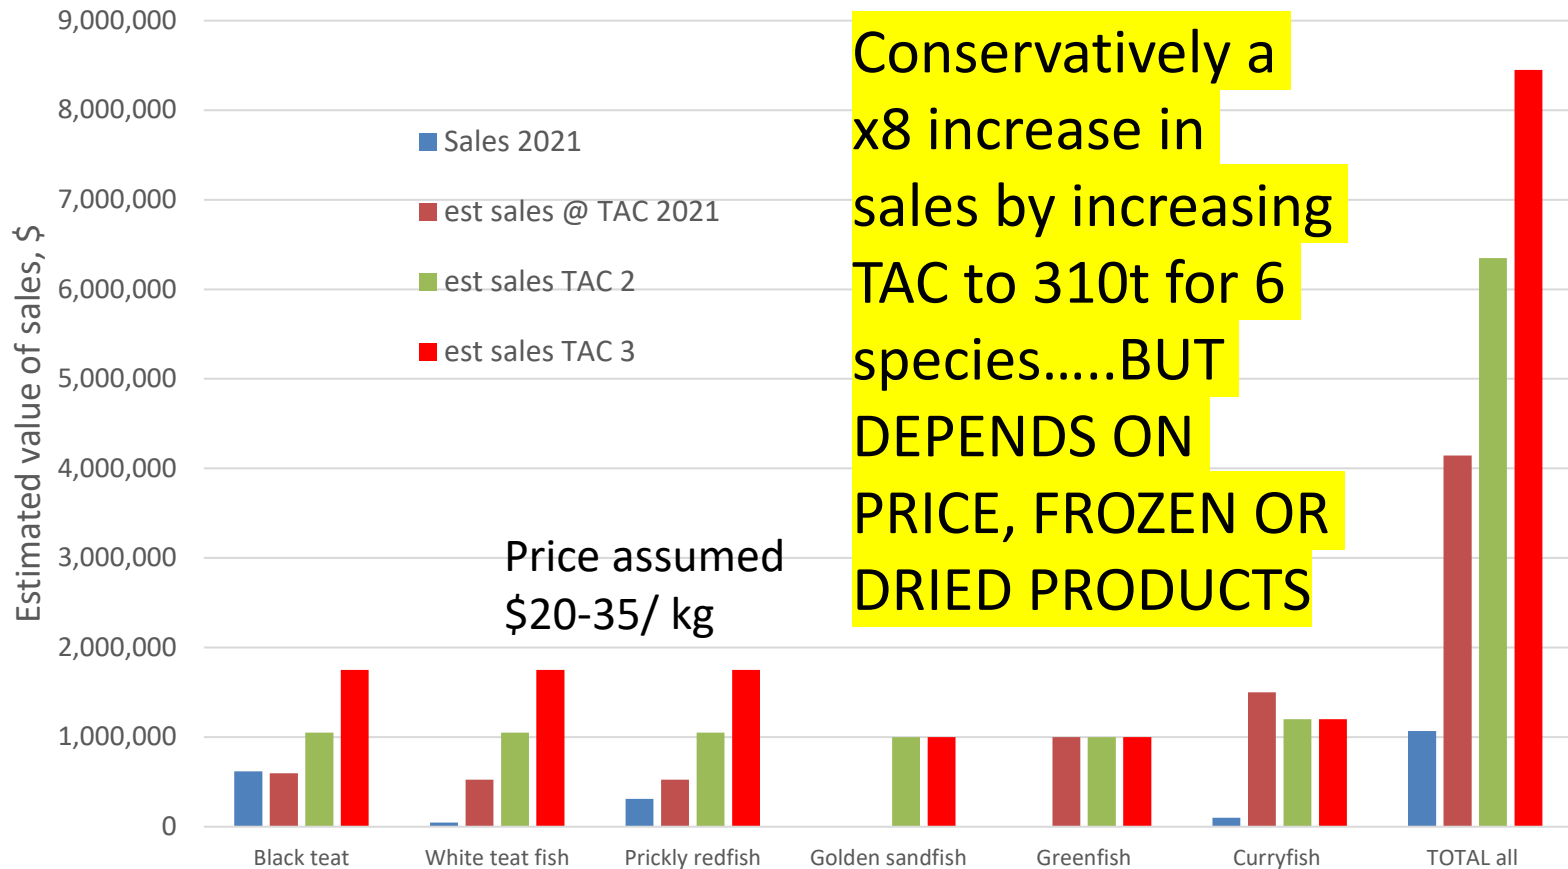 9,000,000
8,000,000
7,000,000
6,000,000
5,000,000
4,000,000
3,000,000
2,000,000
1,000,000
0
Estimated value of sales, $
Sales 2021
est sales @ TAC 2021
est sales TAC 2
est sales TAC 3
Conservatively a
x8 increase in
sales by increasing
TAC to 310t for 6
species…..BUT
DEPENDS ON
PRICE, FROZEN OR
DRIED PRODUCTS
Price assumed
$20-35/ kg
Black teat
White teat fish
Prickly redfish
Golden sandfish
Greenfish
Curryfish
TOTAL all